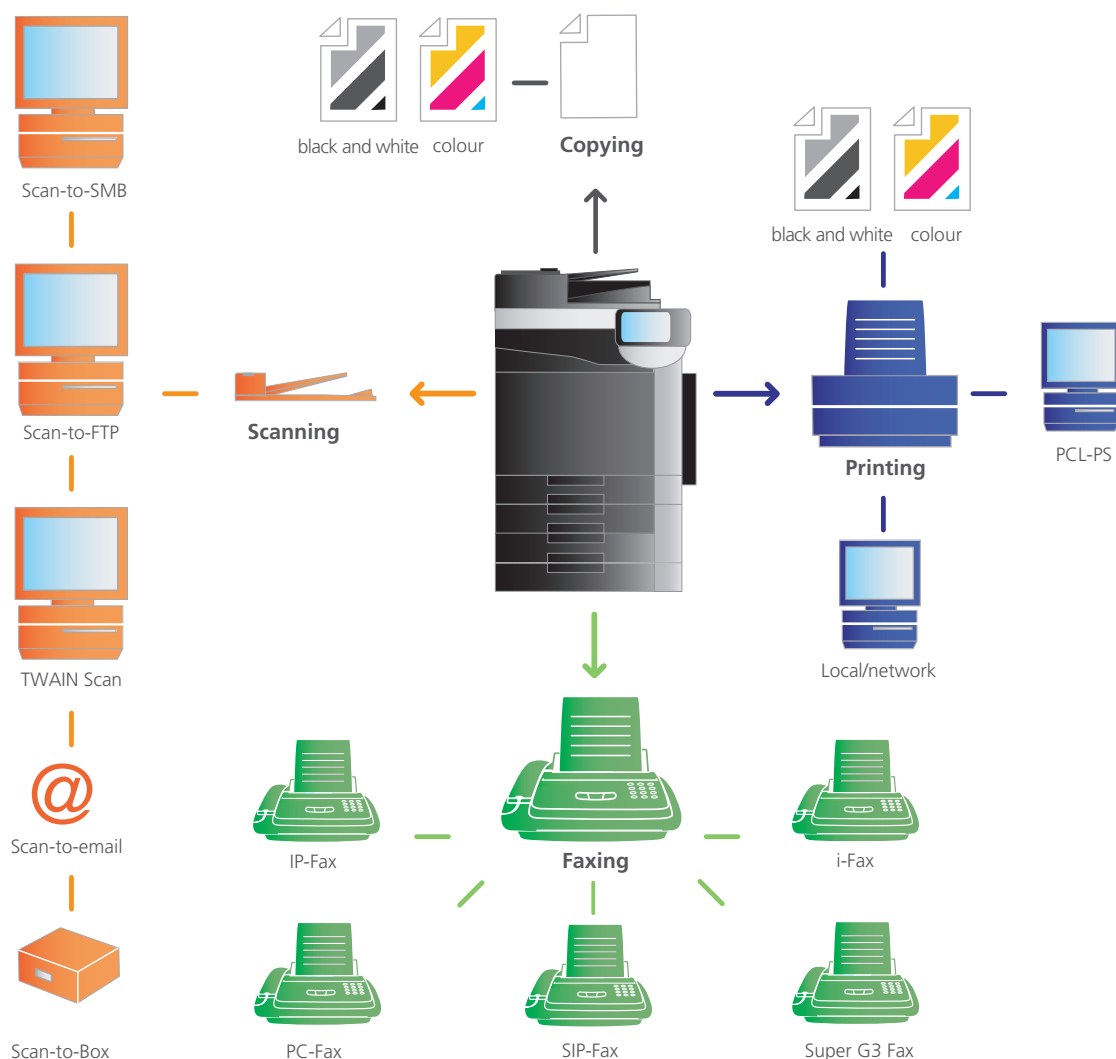 black and white
colour
Copying
Scan-to-SMB
black and white
colour
Scan-to-FTP
Scanning
Printing
PCL-PS
TWAIN Scan
Local/network
Scan-to-email
IP-Fax
Faxing
i-Fax
Scan-to-Box
PC-Fax
SIP-Fax
Super G3 Fax